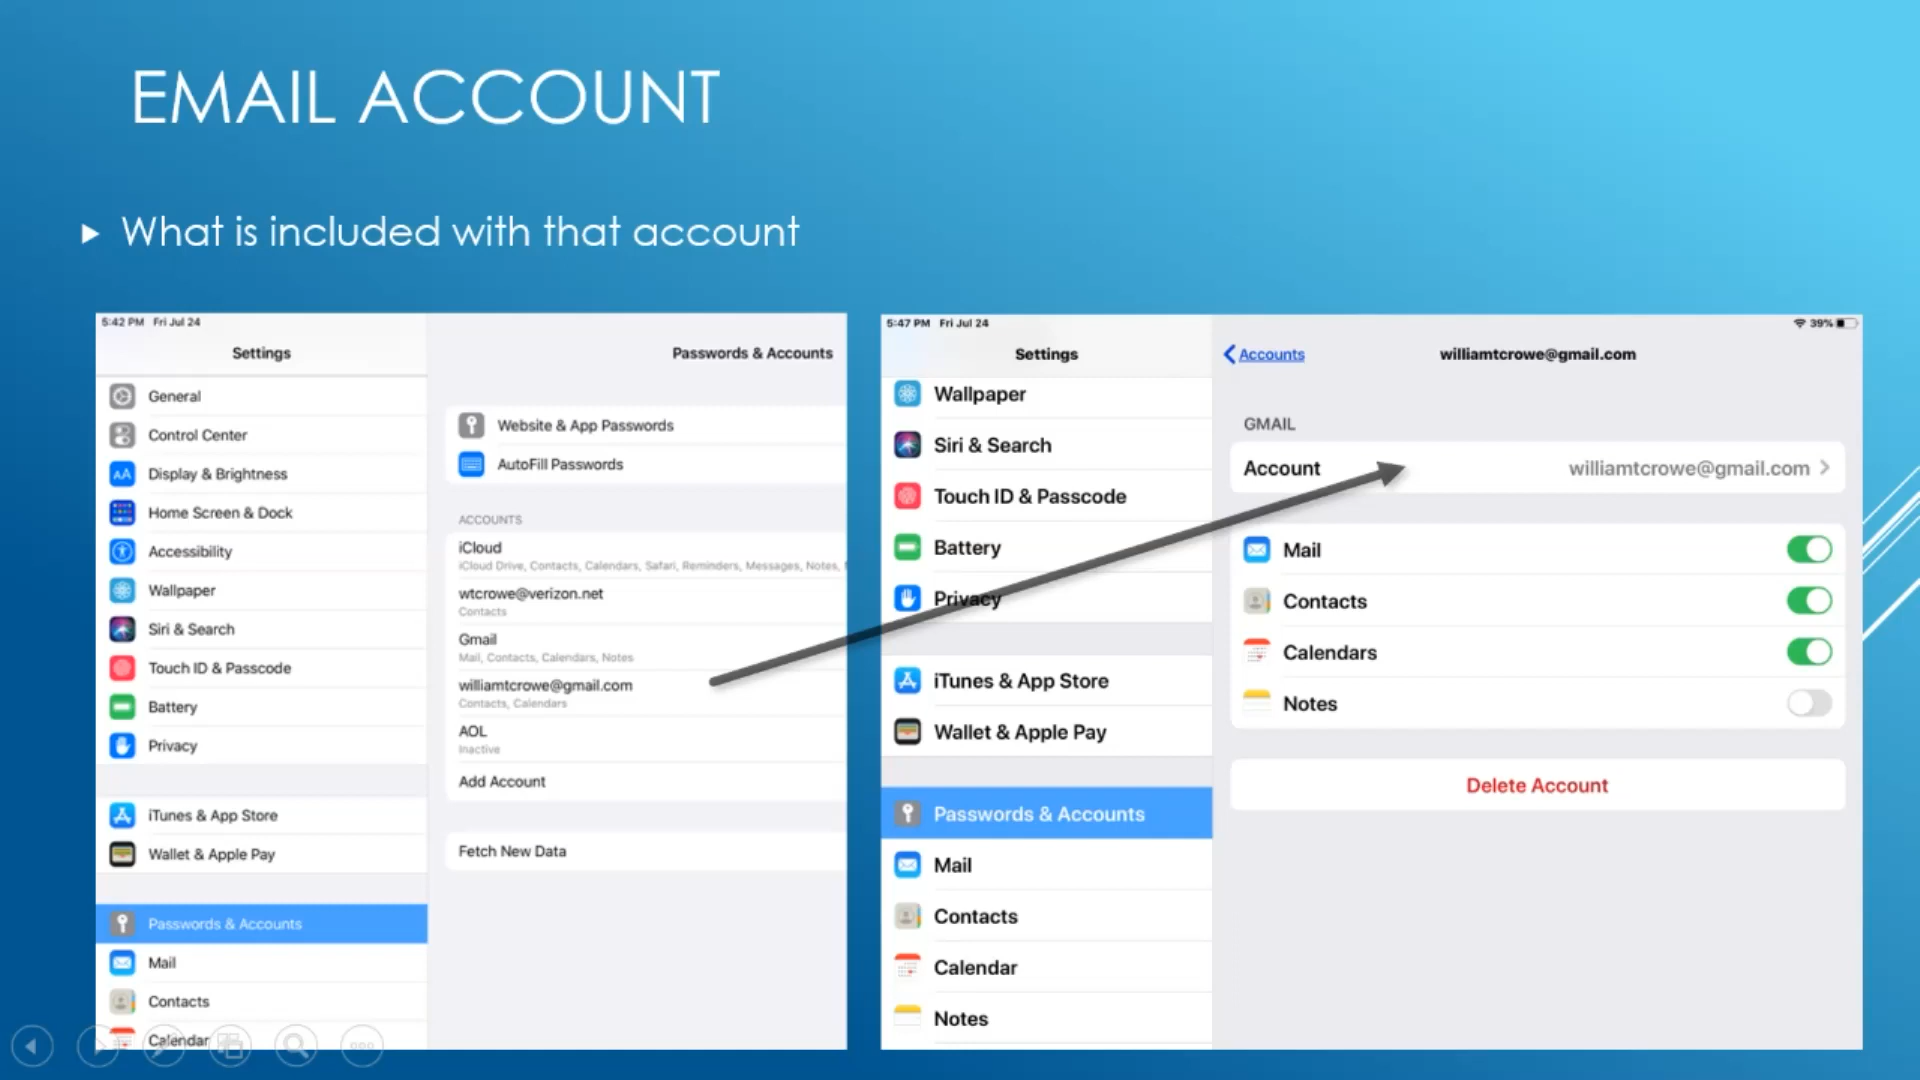 EMAIL ACCOUNT
What is included with that account
5:42 PM Fri Jul 24
Settings
General
Control Center
Display & Brightness
Home Screen & Dock
Accessibility
Wallpaper
Siri & Search
Touch ID & Passcode
Battery
Privacy
iTunes & App Store
Wallet & Apple Pay
Passwords & Accounts
Mail
Contacts
Calendar
Passwords & Accounts
Website & App Passwords
AutoFill Passwords
ACCOUNTS
iCloud
iCloud Drive, Contacts, Calendars, Safari, Reminders, Messages, Notes,
wtcrowe@verizon.net
Contacts
Gmail
Mail, Contacts, Calendars, Notes
williamtcrowe@gmail.com
Contacts, Calendars
AOL
Inactive
Add Account
Fetch New Data
5:47 PM Fri Jul 24
39%
Settings
Wallpaper
Siri & Search
Touch ID & Passcode
Battery
Privacy
iTunes & App Store
Wallet & Apple Pay
Passwords & Accounts
Mail
Contacts
Calendar
Notes
Accounts
williamtcrowe@gmail.com
GMAIL
Account williamtcrowe@gmail.com
Mail
Contacts
Calendars
Notes
Delete Account